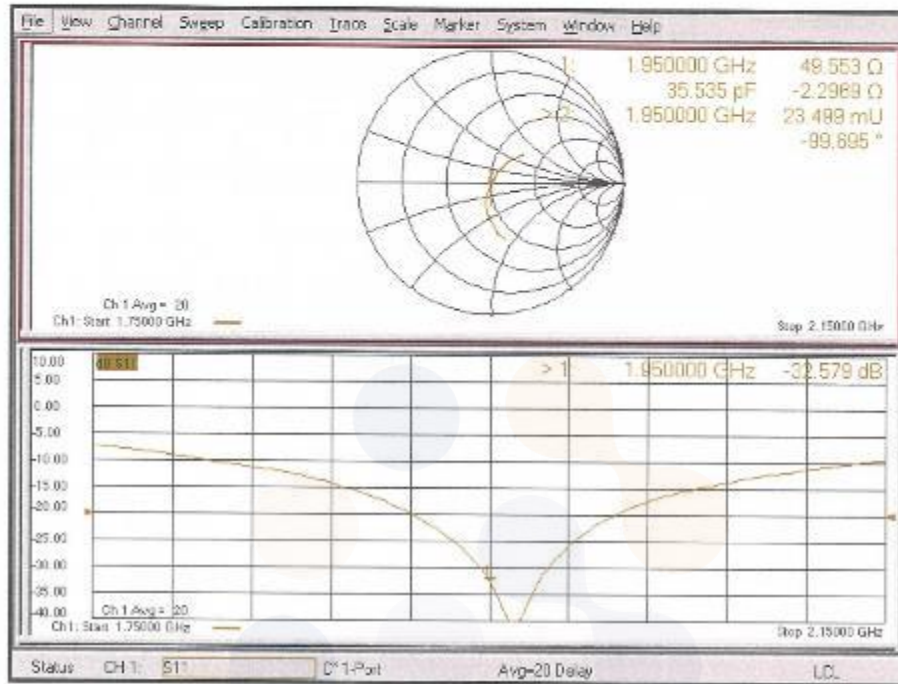 File View Channel Sweep Calibration Trace Scale Marker System Window Help
1: 1.950000 GHz 49.553 Ω
35.535 pF -2.2969 Ω
> 2: 1.950000 GHz 23.499 mU
-99.695 °
Ch 1 Avg = 20
Ch1: Start 1.75000 GHz
Stop 2.15000 GHz
10.00
dB S11
> 1: 1.950000 GHz -32.579 dB
5.00
0.00
-5.00
-10.00
-15.00
-20.00
-25.00
-30.00
-35.00
-40.00
Ch 1 Avg = 20
Ch1: Start 1.75000 GHz
Stop 2.15000 GHz
Status CH 1: S11 C* 1-Port Avg=20 Delay LCL